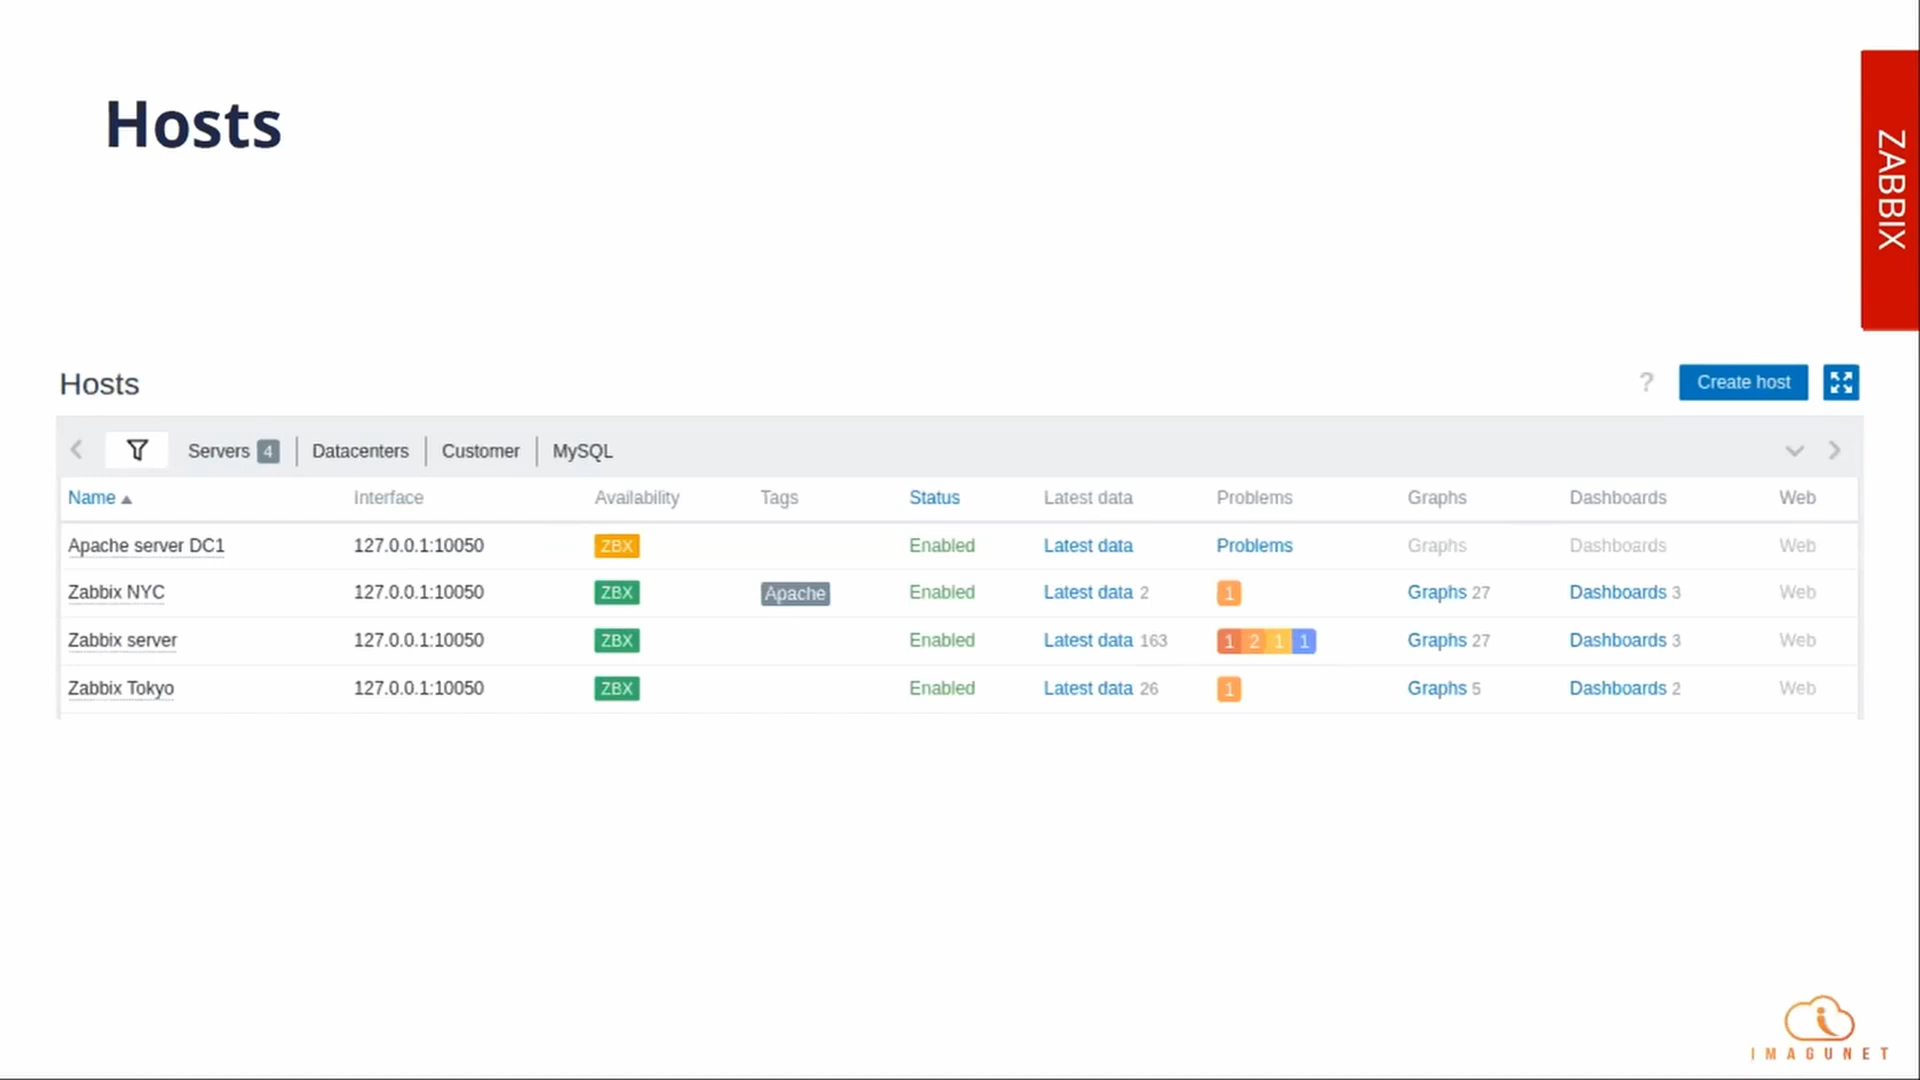 Hosts
ZABBIX
Hosts ? Create host
Servers 4 Datacenters Customer MySQL
Name Interface Availability Tags Status Latest data Problems Graphs Dashboards Web
Apache server DC1 127.0.0.1:10050 ZBX Enabled Latest data Problems Graphs Dashboards Web
Zabbix NYC 127.0.0.1:10050 ZBX Apache Enabled Latest data 2 1 Graphs 27 Dashboards 3 Web
Zabbix server 127.0.0.1:10050 ZBX Enabled Latest data 163 1 2 1 1 Graphs 27 Dashboards 3 Web
Zabbix Tokyo 127.0.0.1:10050 ZBX Enabled Latest data 26 1 Graphs 5 Dashboards 2 Web
IMAGUNET